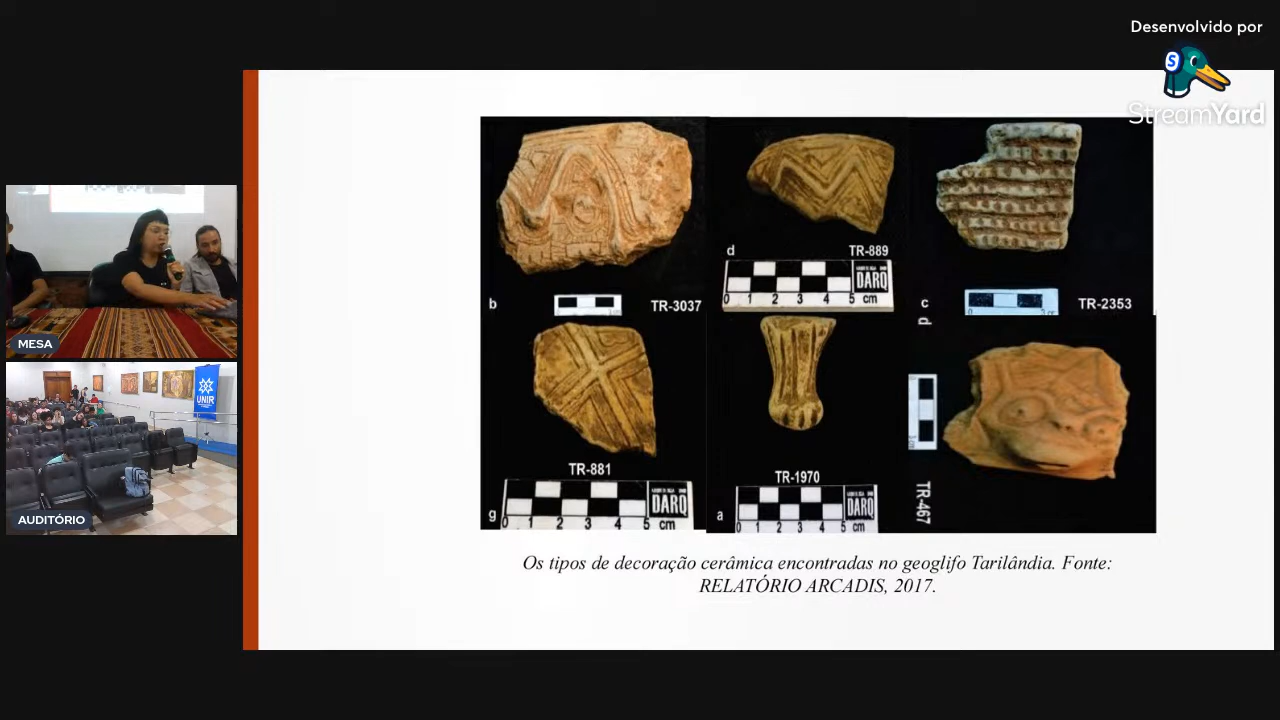 Desenvolvido por
StreamYard
d
TR-889
DARQ
0 1 2 3 4 5 cm
b
TR-3037
c
TR-2353
d
MESA
UNIR
TR-881
TR-1970
TR-467
g
DARQ
0 1 2 3 4 5 cm
a
DARQ
0 1 2 3 4 5 cm
AUDITÓRIO
Os tipos de decoração cerâmica encontradas no geoglifo Tarilândia. Fonte:
RELATÓRIO ARCADIS, 2017.